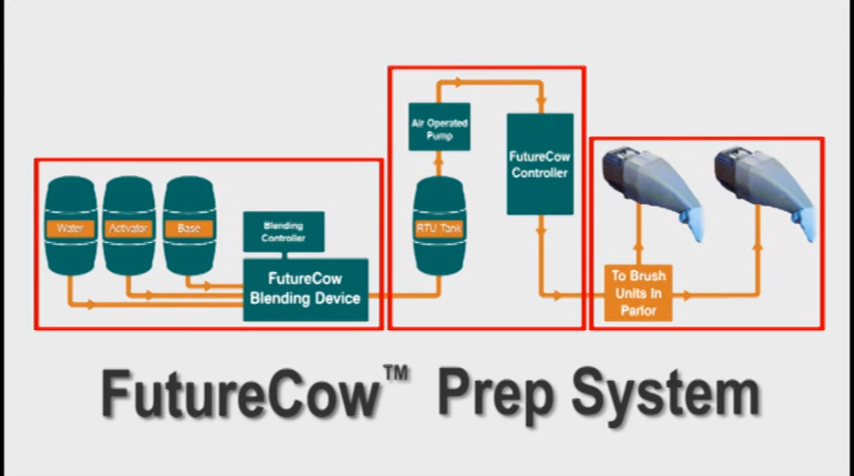 Water
Activator
Base
Blending
Controller
FutureCow
Blending Device
Air Operated
Pump
RTU Tank
FutureCow
Controller
To Brush
Units In
Parlor
FutureCow™ Prep System